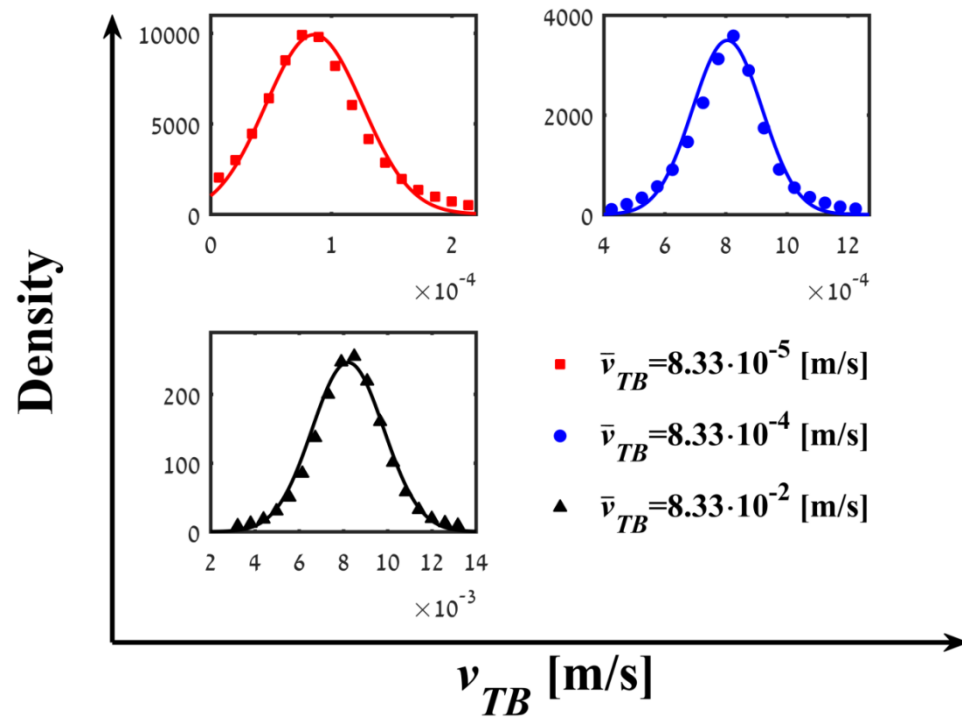 Density
10000
5000
0
0 1 2
×10-4
4000
2000
0
4 6 8 10 12
×10-4
200
100
0
2 4 6 8 10 12 14
×10-3
v̄TB=8.33·10-5 [m/s]
v̄TB=8.33·10-4 [m/s]
v̄TB=8.33·10-2 [m/s]
vTB [m/s]